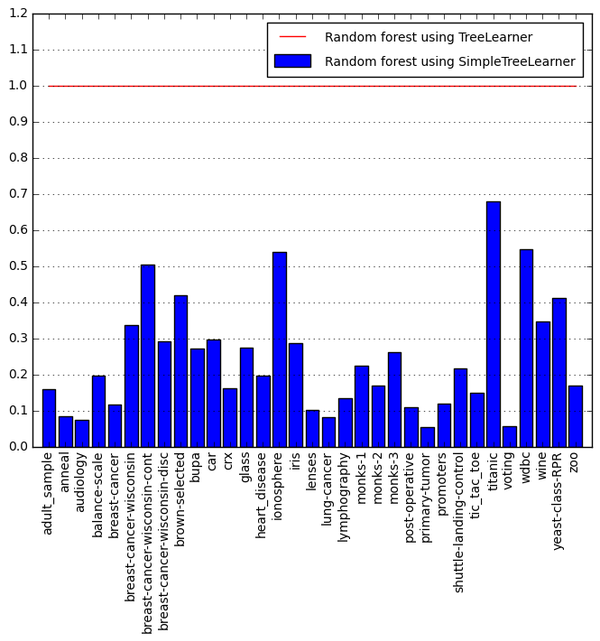 1.2
1.1
1.0
0.9
0.8
0.7
0.6
0.5
0.4
0.3
0.2
0.1
0.0
Random forest using TreeLearner
Random forest using SimpleTreeLearner
adult_sample
anneal
audiology
balance-scale
breast-cancer
breast-cancer-wisconsin
breast-cancer-wisconsin-cont
breast-cancer-wisconsin-disc
brown-selected
bupa
car
crx
glass
heart_disease
ionosphere
iris
lenses
lung-cancer
lymphography
monks-1
monks-2
monks-3
post-operative
primary-tumor
promoters
shuttle-landing-control
tic_tac_toe
titanic
voting
wdbc
wine
yeast-class-RPR
zoo